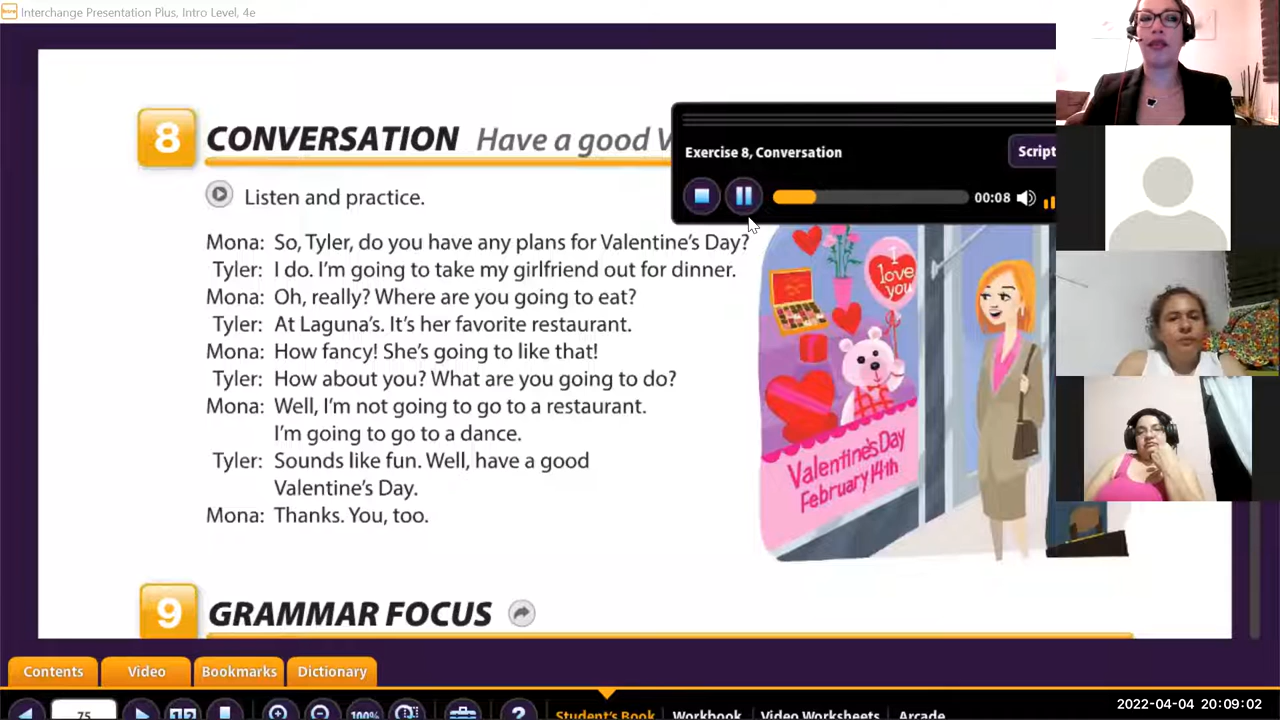 Interchange Presentation Plus, Intro Level, 4e
8 CONVERSATION Have a good
Exercise 8, Conversation
Script
00:08
Listen and practice.
Mona: So, Tyler, do you have any plans for Valentine's Day?
Tyler: I do. I'm going to take my girlfriend out for dinner.
Mona: Oh, really? Where are you going to eat?
Tyler: At Laguna's. It's her favorite restaurant.
Mona: How fancy! She's going to like that!
Tyler: How about you? What are you going to do?
Mona: Well, I'm not going to go to a restaurant.
I'm going to go to a dance.
Tyler: Sounds like fun. Well, have a good
Valentine's Day.
Mona: Thanks. You, too.
I
love
you
Valentine's Day
February 14th
9 GRAMMAR FOCUS
Contents Video Bookmarks Dictionary
75 100% ? Student's Book Workbook Video Worksheets Arcade
2022-04-04 20:09:02